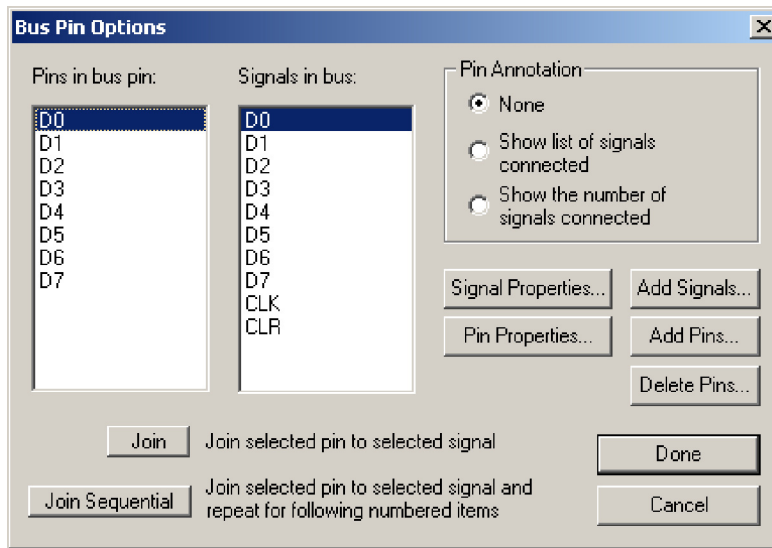 Bus Pin Options
Pins in bus pin:
D0
D1
D2
D3
D4
D5
D6
D7
Signals in bus:
D0
D1
D2
D3
D4
D5
D6
D7
CLK
CLR
Pin Annotation
None
Show list of signals
connected
Show the number of
signals connected
Signal Properties...
Add Signals...
Pin Properties...
Add Pins...
Delete Pins...
Join
Join selected pin to selected signal
Done
Join Sequential
Join selected pin to selected signal and
repeat for following numbered items
Cancel